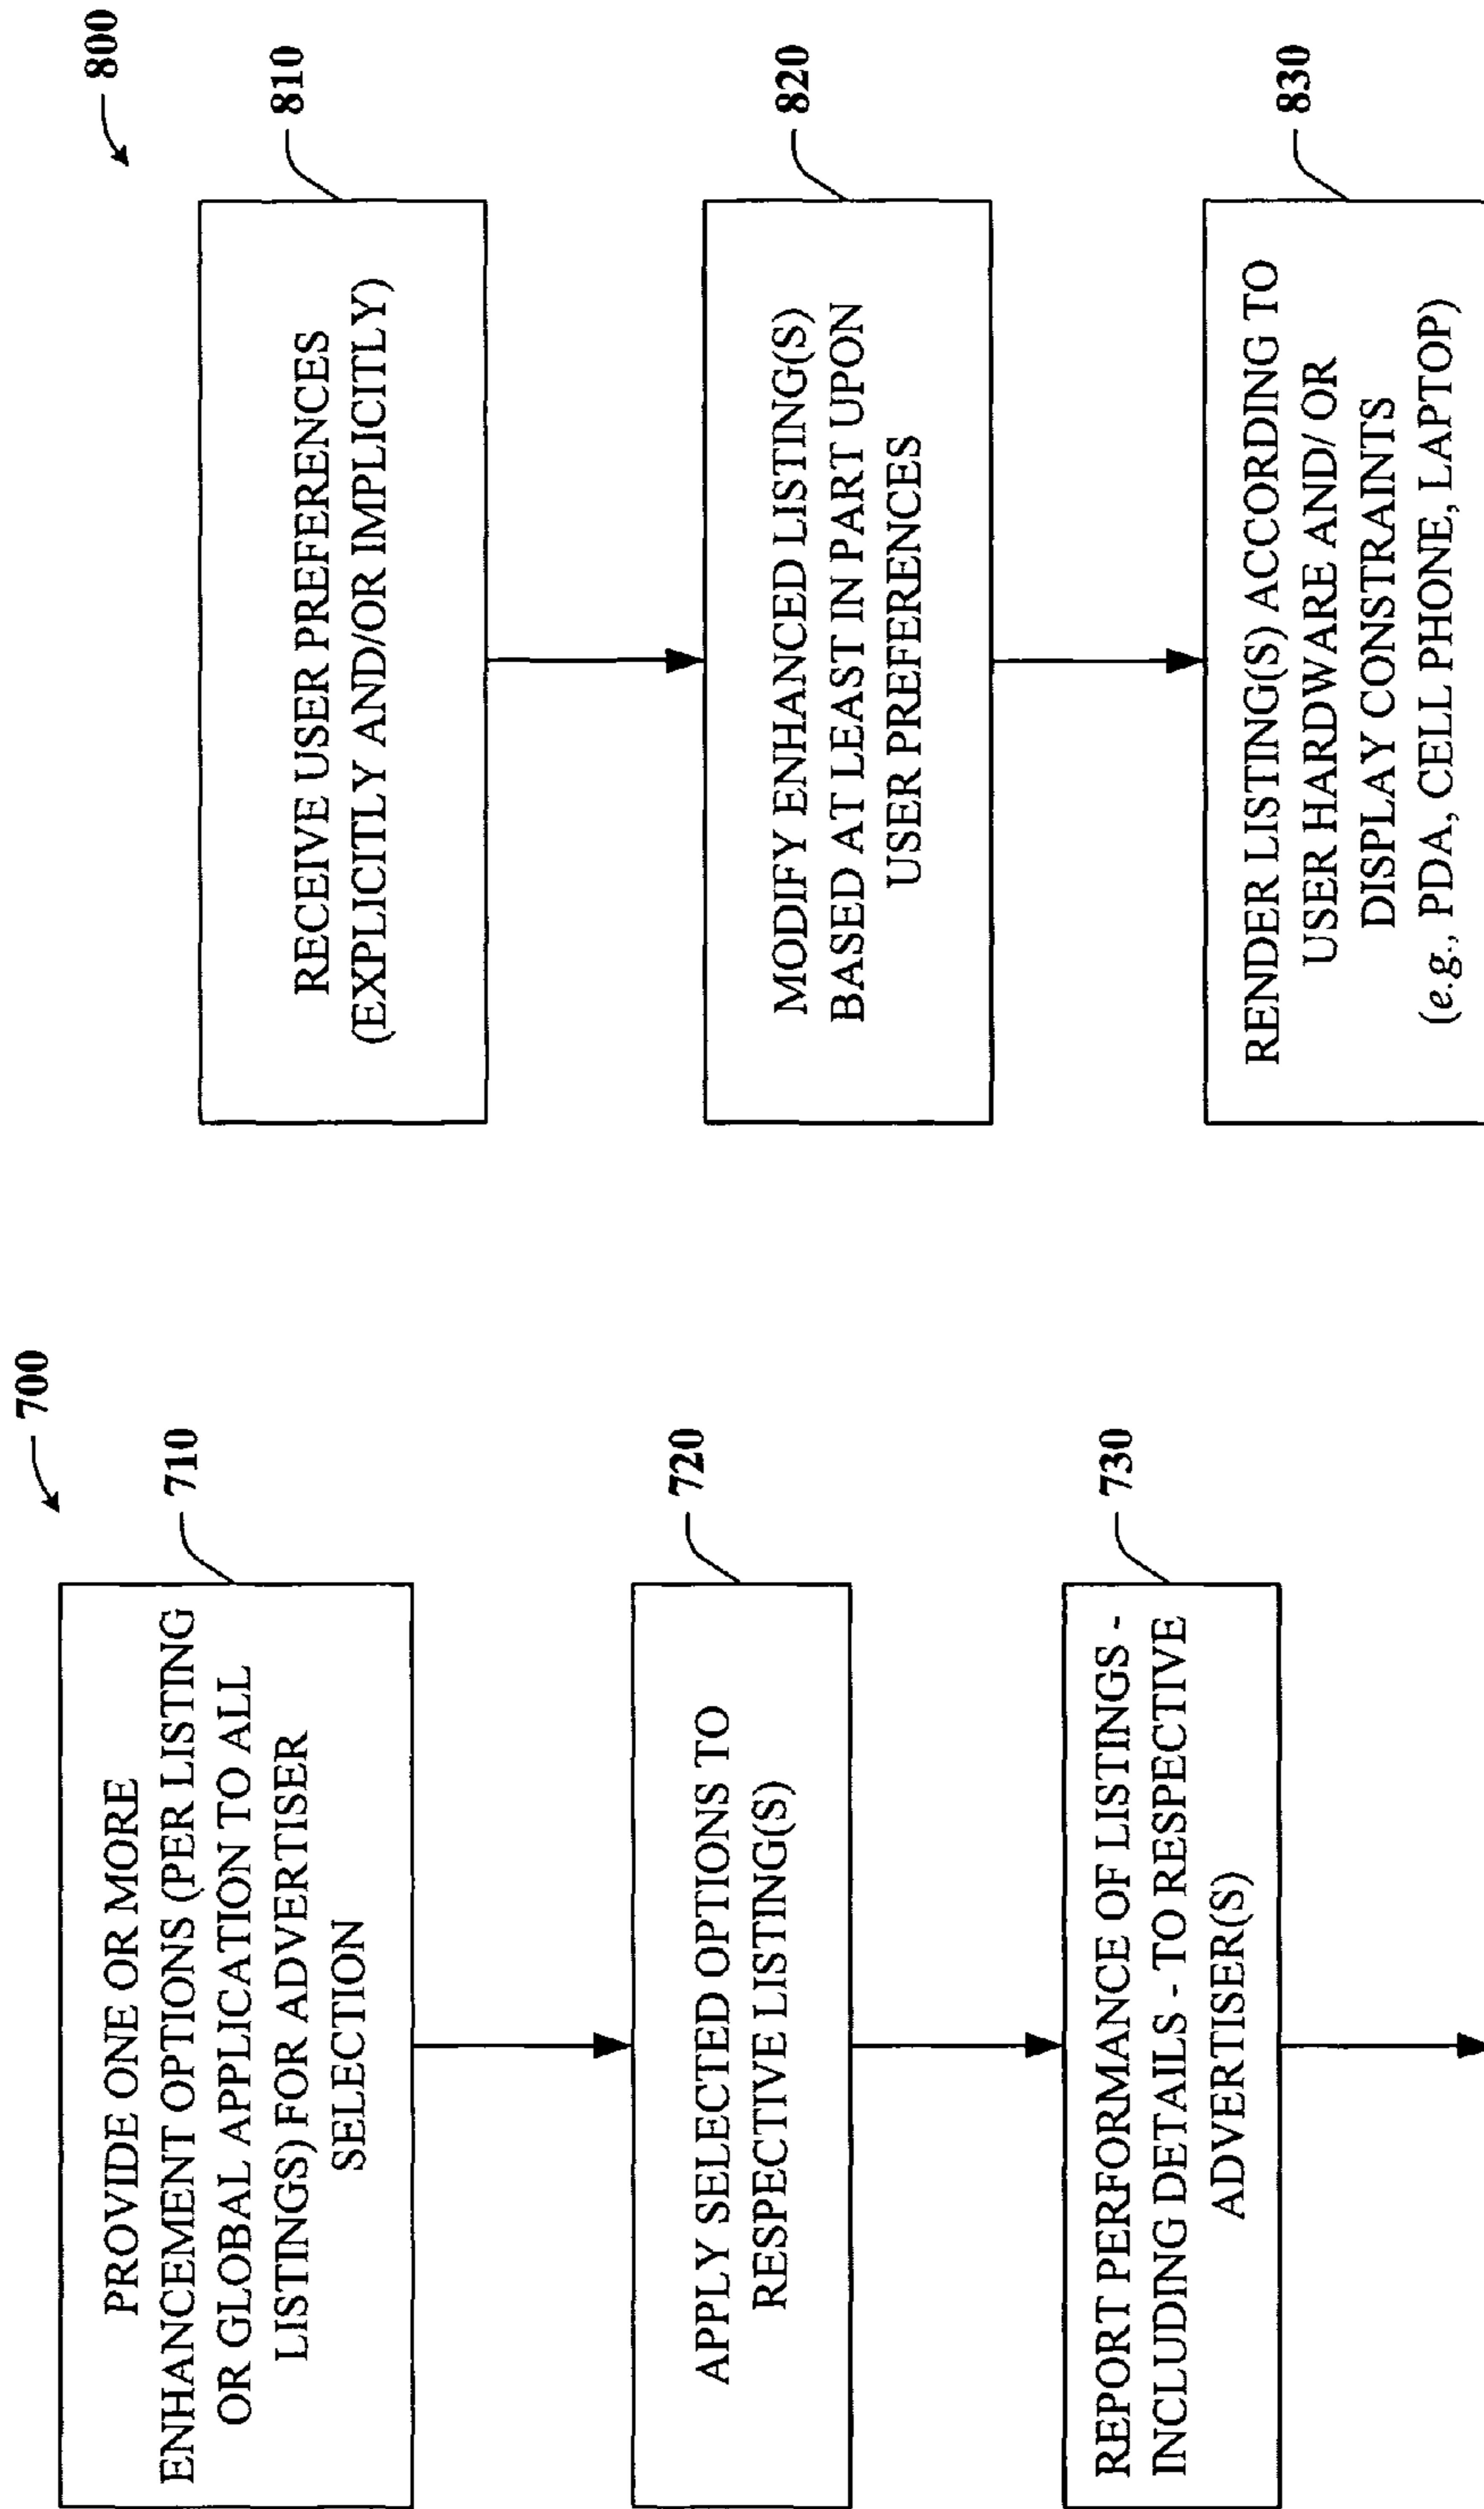 700
710
PROVIDE ONE OR MORE
ENHANCEMENT OPTIONS (PER LISTING
OR GLOBAL APPLICATION TO ALL
LISTINGS) FOR ADVERTISER
SELECTION
720
APPLY SELECTED OPTIONS TO
RESPECTIVE LISTING(S)
730
REPORT PERFORMANCE OF LISTINGS -
INCLUDING DETAILS - TO RESPECTIVE
ADVERTISER(S)
800
810
RECEIVE USER PREFERENCES
(EXPLICITLY AND/OR IMPLICITLY)
820
MODIFY ENHANCED LISTING(S)
BASED AT LEAST IN PART UPON
USER PREFERENCES
830
RENDER LISTING(S) ACCORDING TO
USER HARDWARE AND/ OR
DISPLAY CONSTRAINTS
(e.g., PDA, CELL PHONE, LAPTOP)